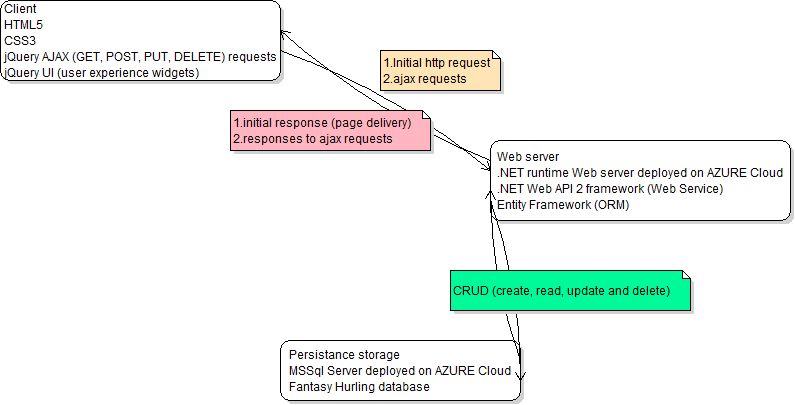 Client
HTML5
CSS3
jQuery AJAX (GET, POST, PUT, DELETE) requests
jQuery UI (user experience widgets)
1.Initial http request
2.ajax requests
1.initial response (page delivery)
2.responses to ajax requests
Web server
.NET runtime Web server deployed on AZURE Cloud
.NET Web API 2 framework (Web Service)
Entity Framework (ORM)
CRUD (create, read, update and delete)
Persistance storage
MSSql Server deployed on AZURE Cloud
Fantasy Hurling database